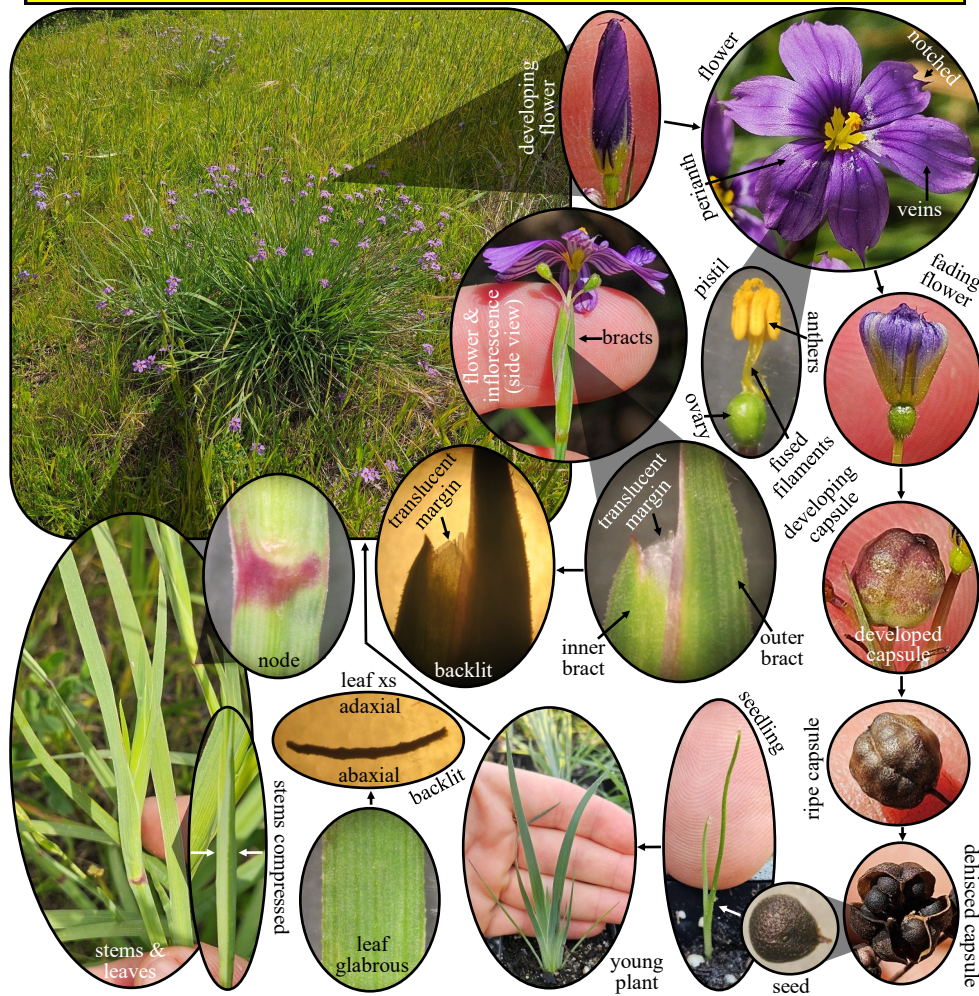 developing
flower
flower
notched
perianth
veins
flower &
inflorescence
(side view)
bracts
pistil
anthers
ovary
fused
filaments
fading
flower
translucent
margin
backlit
translucent
margin
inner
bract
outer
bract
developing
capsule
developed
capsule
node
leaf xs
adaxial
abaxial
backlit
stems &
leaves
stems compressed
leaf
glabrous
young
plant
seedling
seed
ripe capsule
dehisced capsule